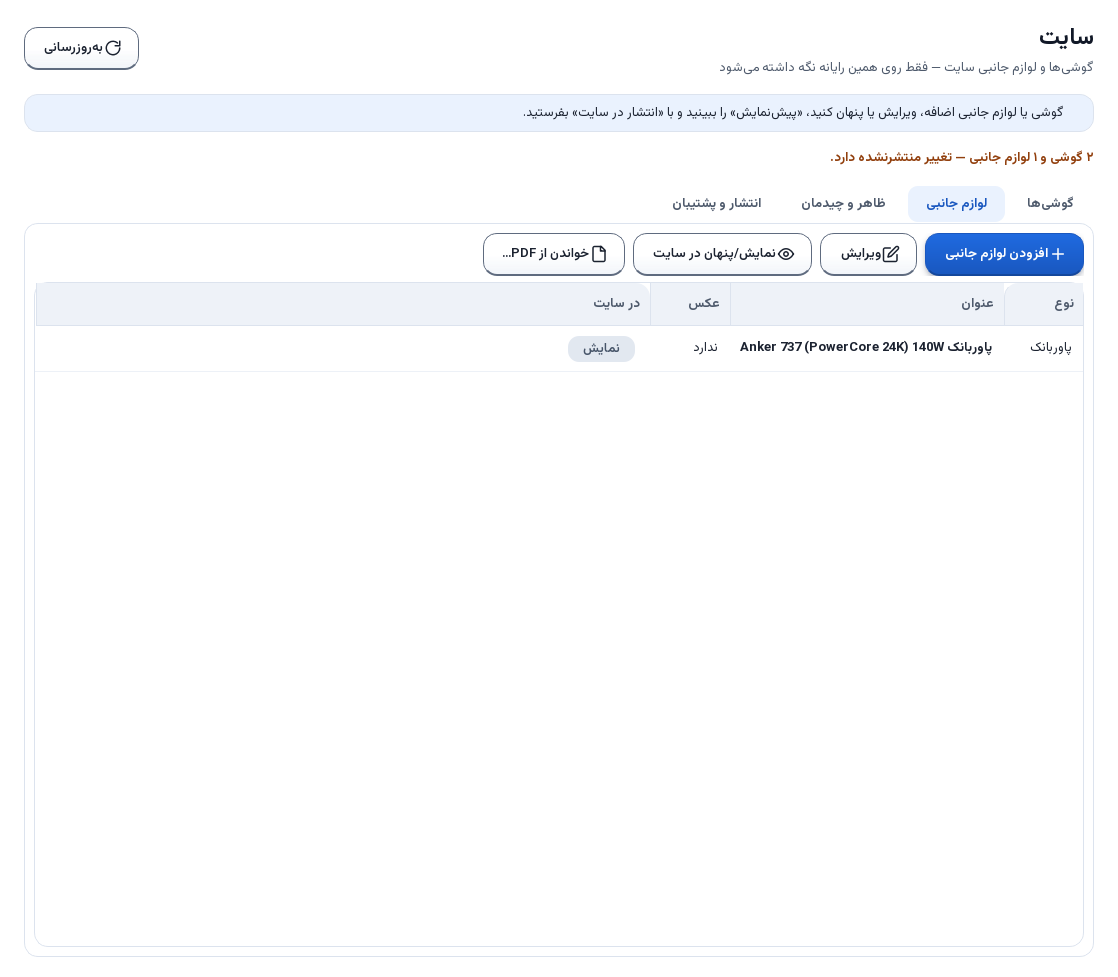 سایت
به‌روزرسانی
گوشی‌ها و لوازم جانبی سایت — فقط روی همین رایانه نگه داشته می‌شود
گوشی یا لوازم جانبی اضافه، ویرایش یا پنهان کنید، «پیش‌نمایش» را ببینید و با «انتشار در سایت» بفرستید.
۲ گوشی و ۱ لوازم جانبی — تغییر منتشرنشده دارد.
گوشی‌ها لوازم جانبی ظاهر و چیدمان انتشار و پشتیبان
افزودن لوازم جانبی ویرایش نمایش/پنهان در سایت خواندن از PDF...
نوع عنوان عکس در سایت
پاوربانک پاوربانک Anker 737 (PowerCore 24K) 140W ندارد نمایش